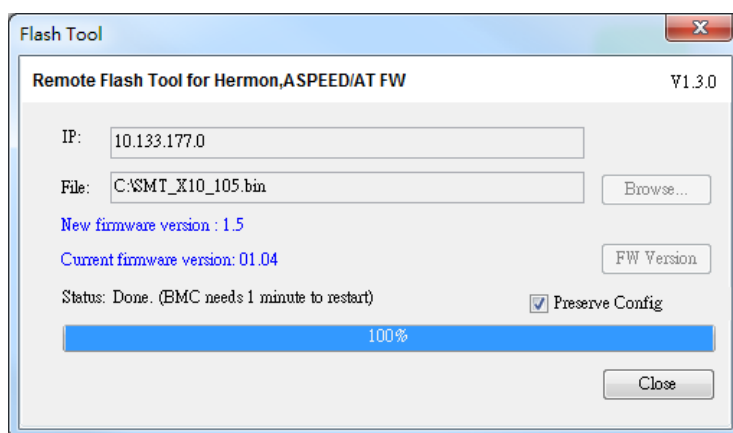 Flash Tool
Remote Flash Tool for Hermon,ASPEED/AT FW V1.3.0
IP: 10.133.177.0
File: C:\SMT_X10_105.bin Browse...
New firmware version : 1.5
Current firmware version: 01.04 FW Version
Status: Done. (BMC needs 1 minute to restart) Preserve Config
100%
Close